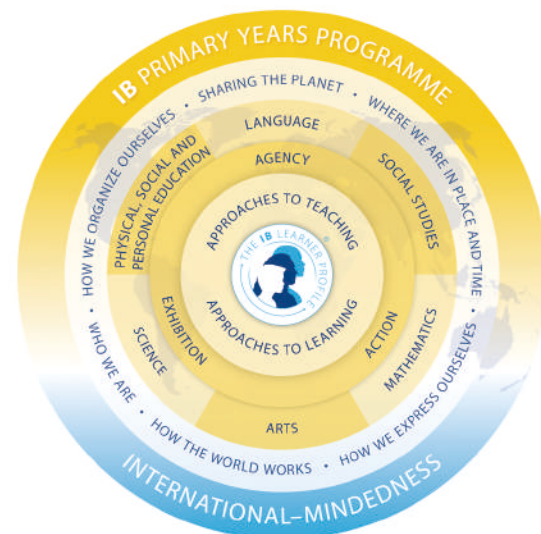 IB PRIMARY YEARS PROGRAMME
SHARING THE PLANET
•
WHERE WE ARE IN PLACE AND TIME
•
HOW WE EXPRESS OURSELVES
•
HOW THE WORLD WORKS
•
WHO WE ARE
•
HOW WE ORGANIZE OURSELVES
•
LANGUAGE
SOCIAL STUDIES
MATHEMATICS
ARTS
SCIENCE
PHYSICAL, SOCIAL AND
PERSONAL EDUCATION
AGENCY
ACTION
EXHIBITION
APPROACHES TO TEACHING
APPROACHES TO LEARNING
THE IB LEARNER PROFILE
®
INTERNATIONAL–MINDEDNESS